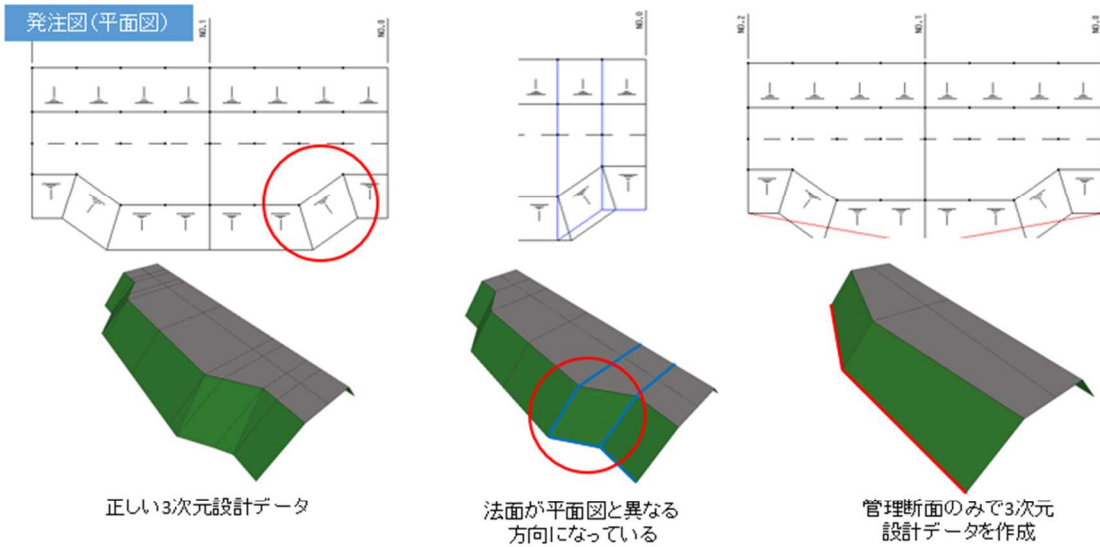 発注図(平面図)
NO.1
NO.0
NO.0
NO.2
NO.1
NO.0
正しい3次元設計データ
法面が平面図と異なる
方向になっている
管理断面のみで3次元
設計データを作成